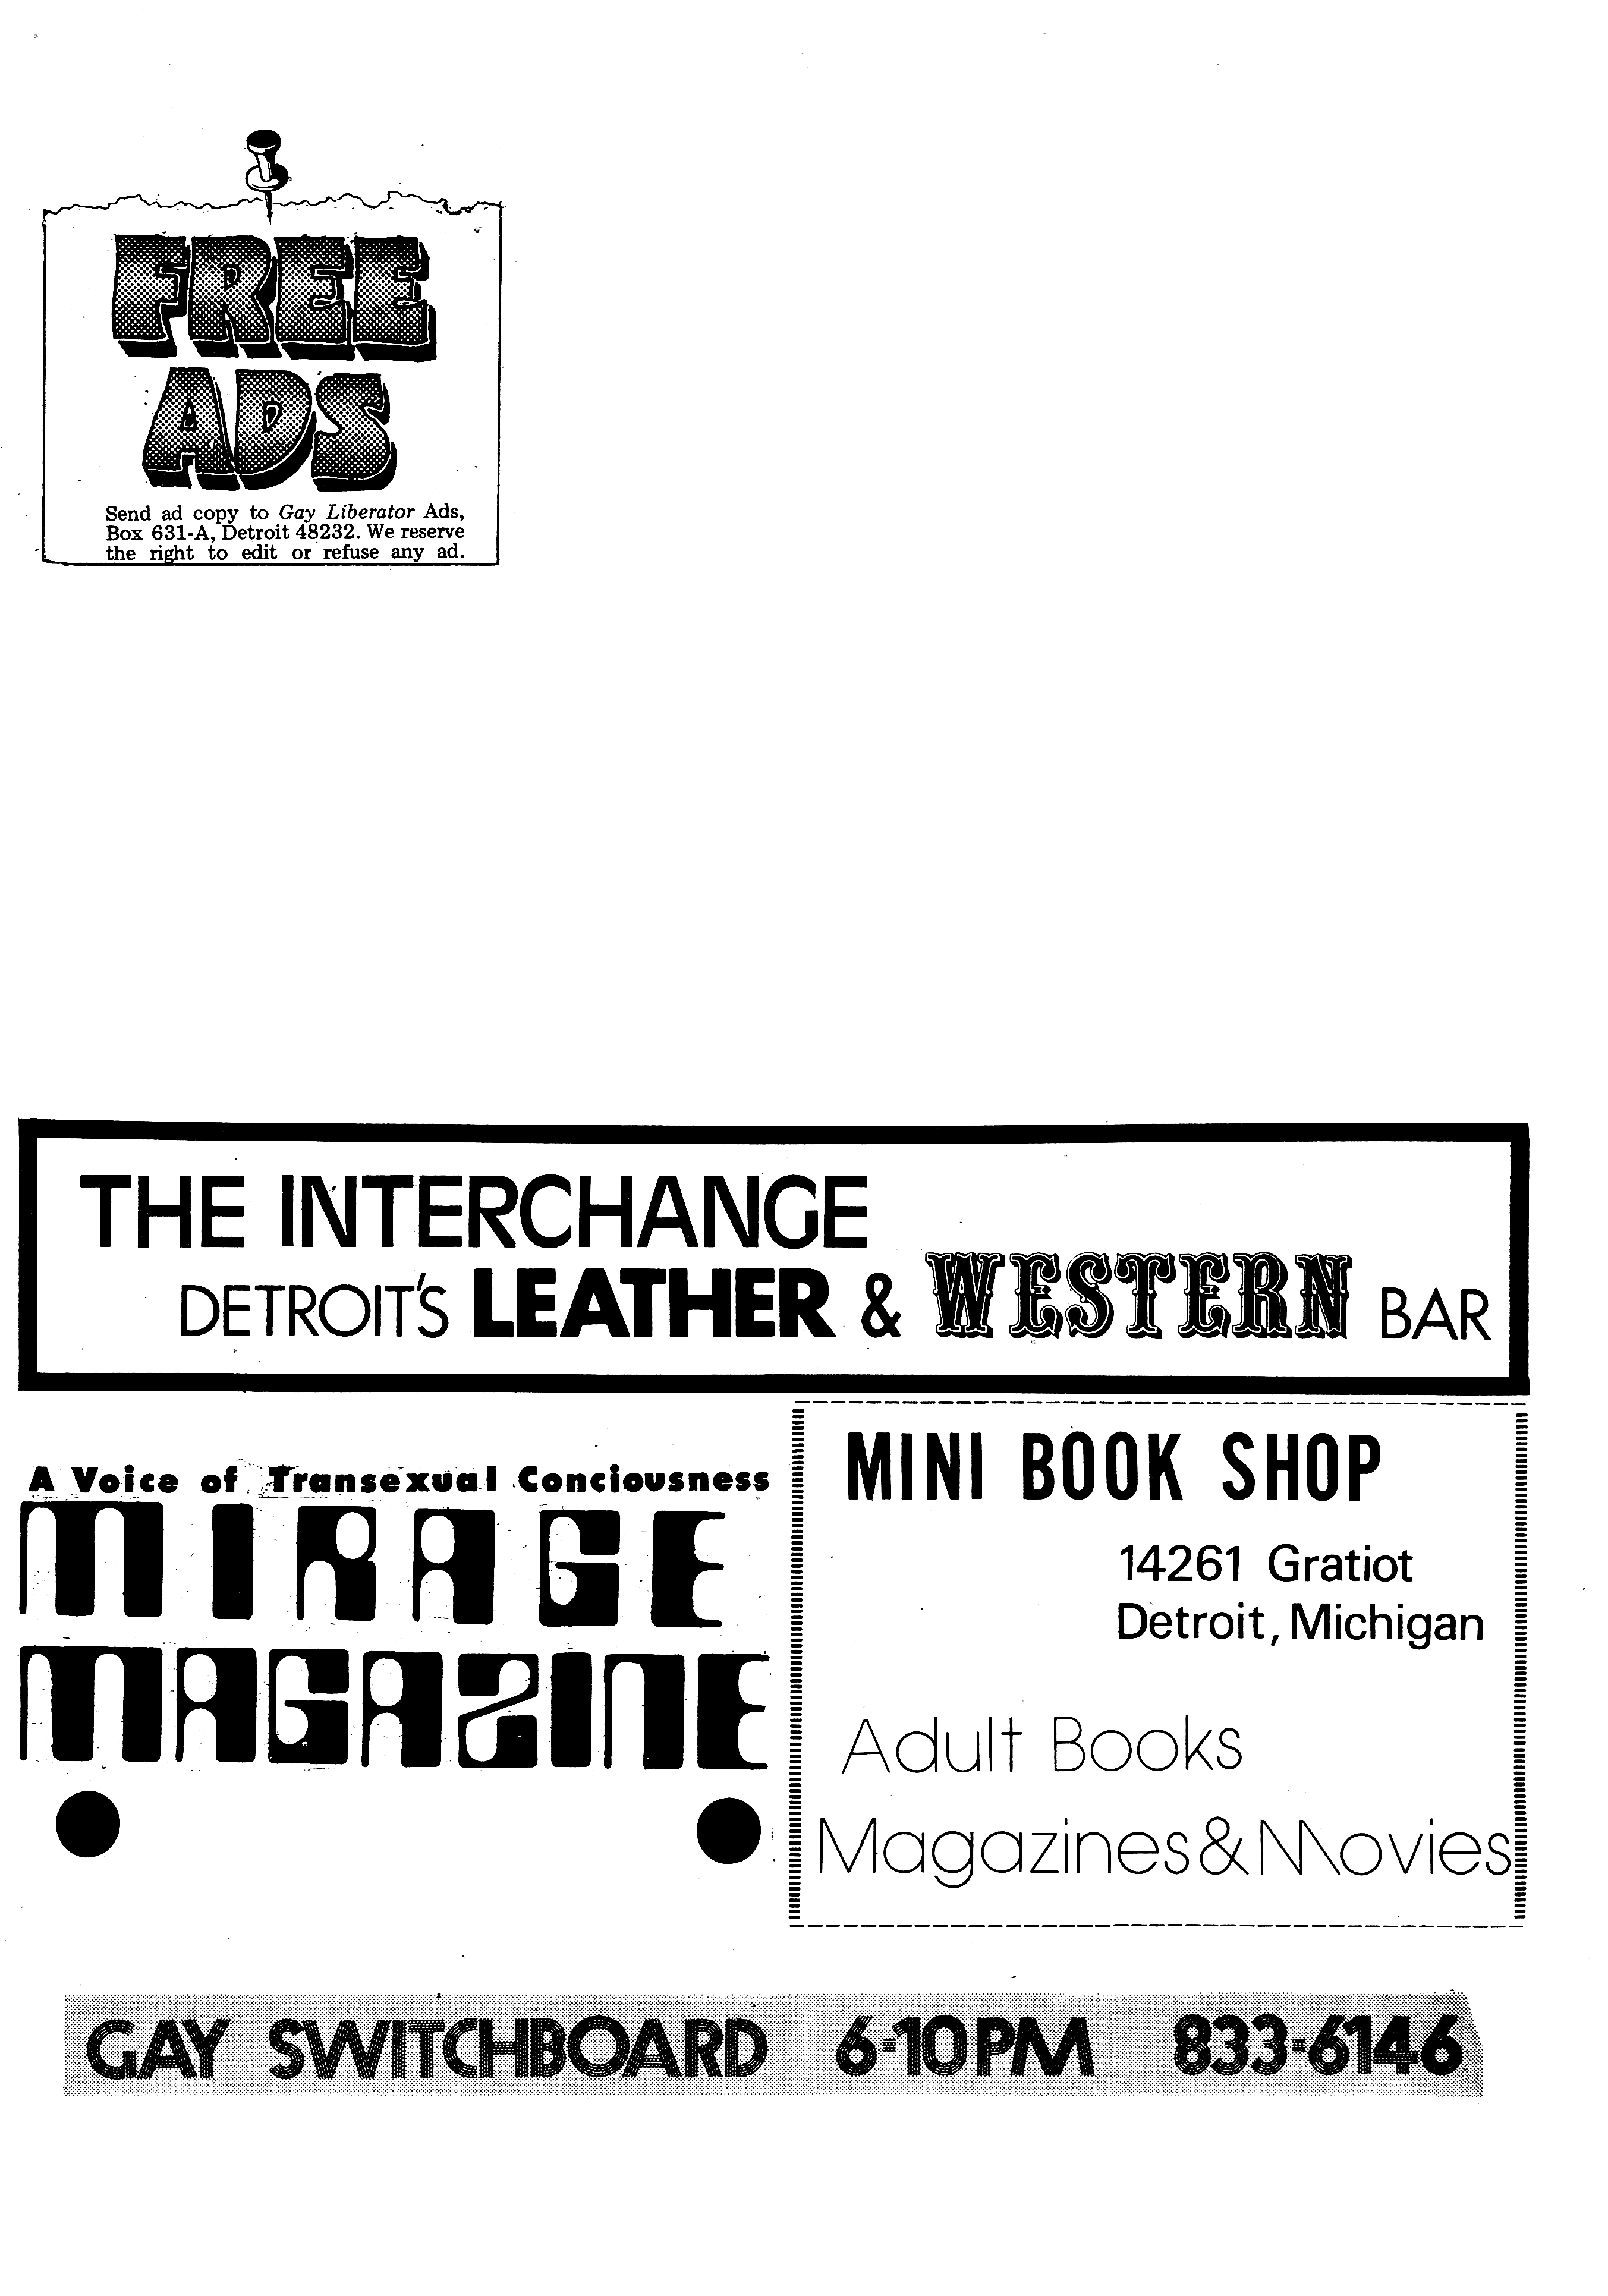 FREE
ADS
Send ad copy to Gay Liberator Ads,
Box 631-A, Detroit 48232. We reserve
the right to edit or refuse any ad.
THE INTERCHANGE
DETROIT'S LEATHER & WESTERN BAR
A Voice of Transexual Conciousness
MIRAGE
MAGAZINE
MINI BOOK SHOP
14261 Gratiot
Detroit, Michigan
Adult Books
Magazines & Movies
GAY SWITCHBOARD 6-10PM 833-6146